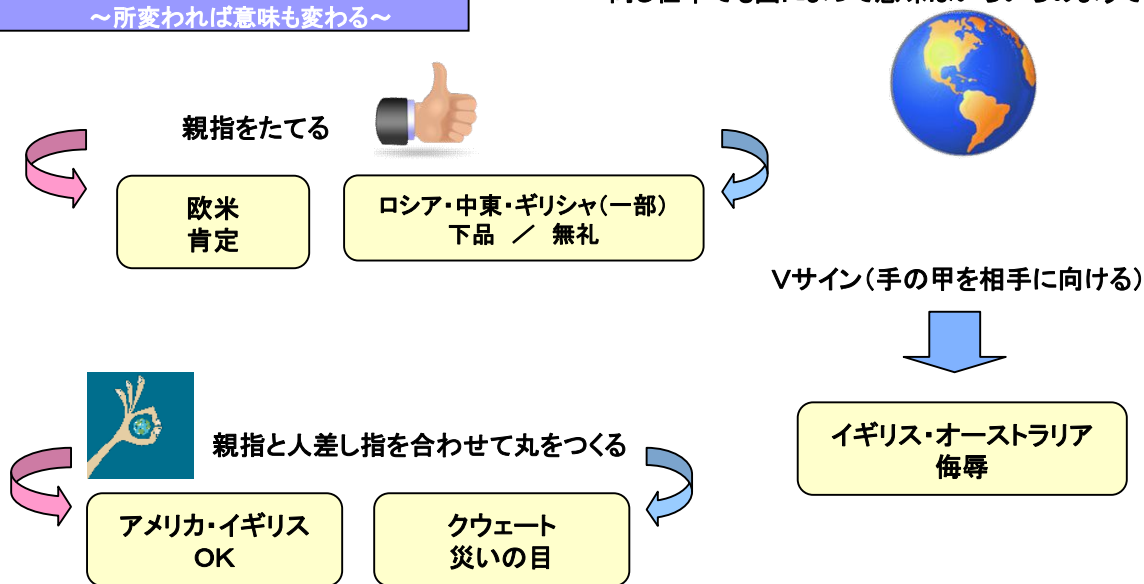 ~所変われば意味も変わる~
親指をたてる
欧米
肯定
ロシア・中東・ギリシャ(一部)
下品 / 無礼
Vサイン(手の甲を相手に向ける)
イギリス・オーストラリア
侮辱
親指と人差し指を合わせて丸をつくる
アメリカ・イギリス
OK
クウェート
災いの目